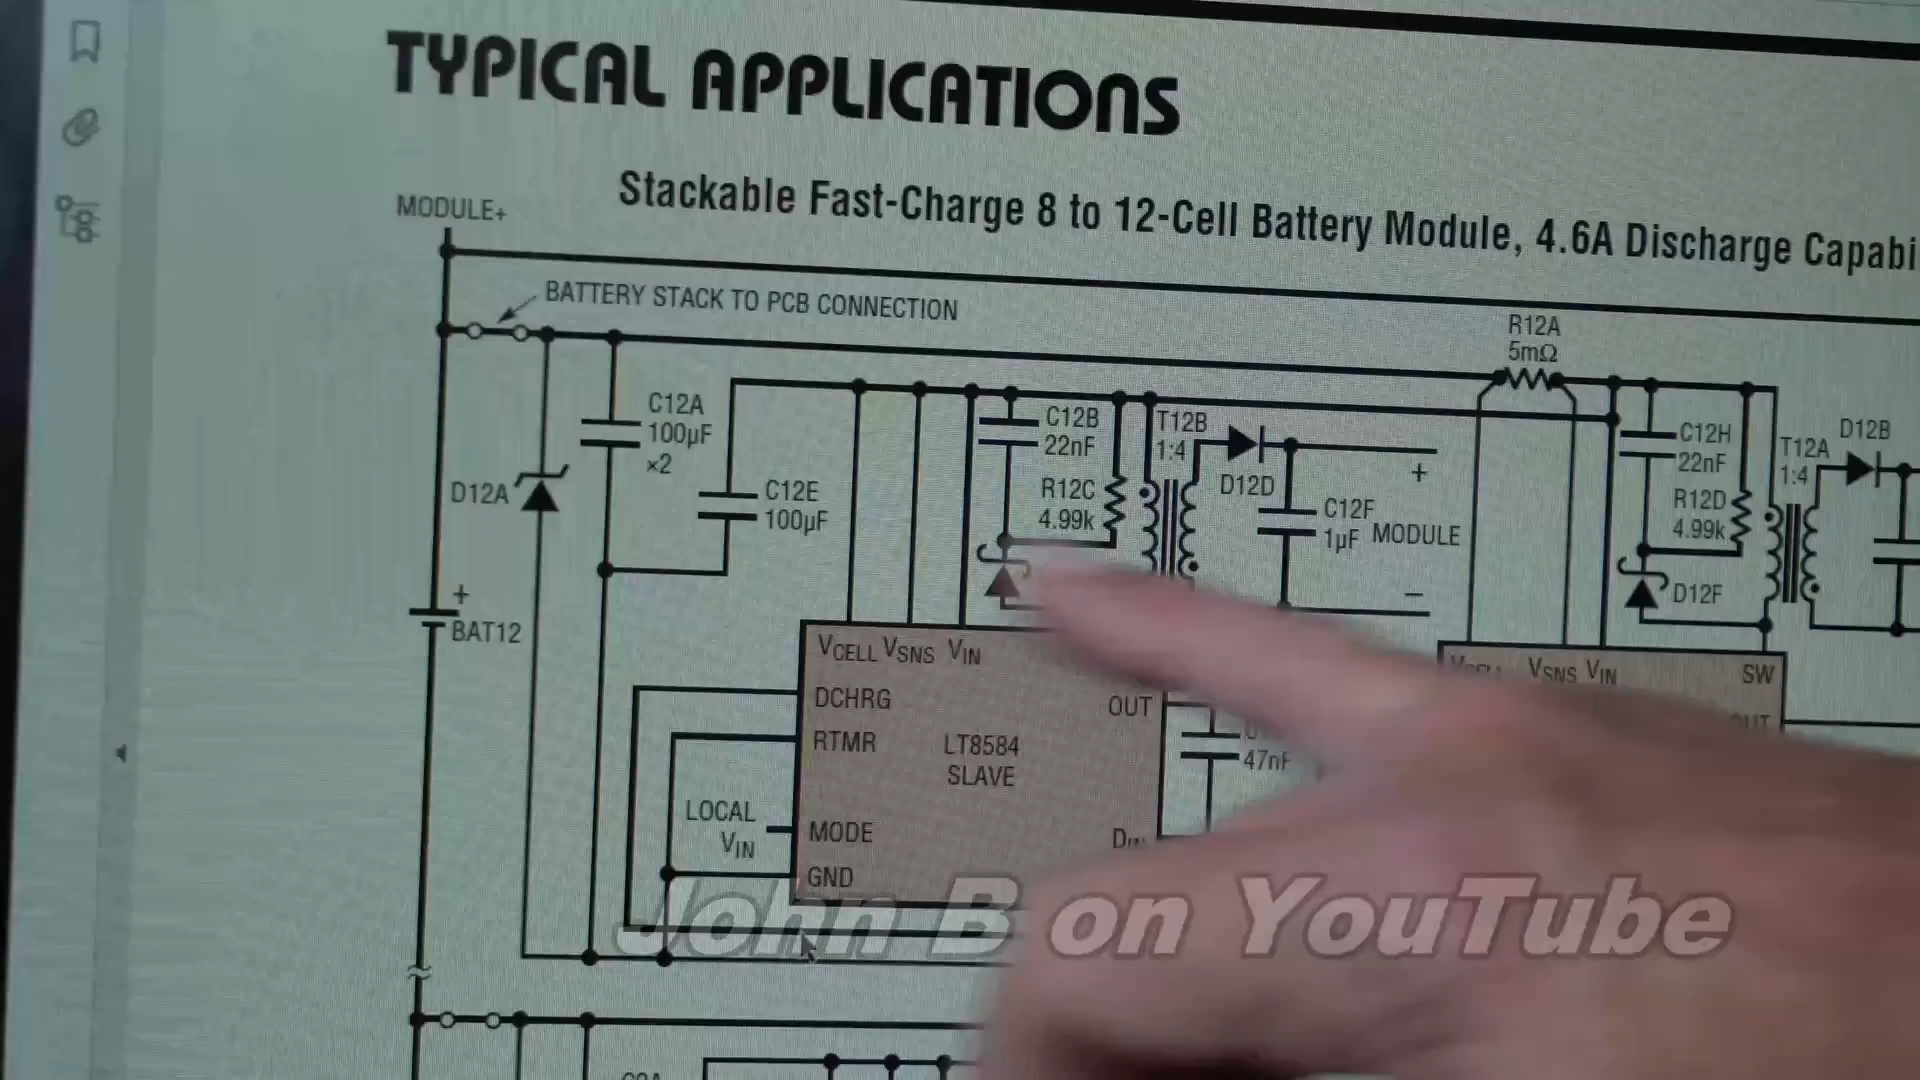 TYPICAL APPLICATIONS
Stackable Fast-Charge 8 to 12-Cell Battery Module, 4.6A Discharge
MODULE+
BATTERY STACK TO PCB CONNECTION
R12A
5mΩ
C12A
100µF
×2
D12A
C12E
100µF
C12B
22nF
R12C
4.99k
T12B
1:4
D12D
+
C12F
1µF
MODULE
−
C12H
22nF
R12D
4.99k
T12A
1:4
D12B
D12F
+
BAT12
VCELL VSNS VIN
DCHRG
RTMR
OUT
LT8584
SLAVE
LOCAL
VIN
MODE
GND
47nF
VSNS VIN
SW
John B on YouTube